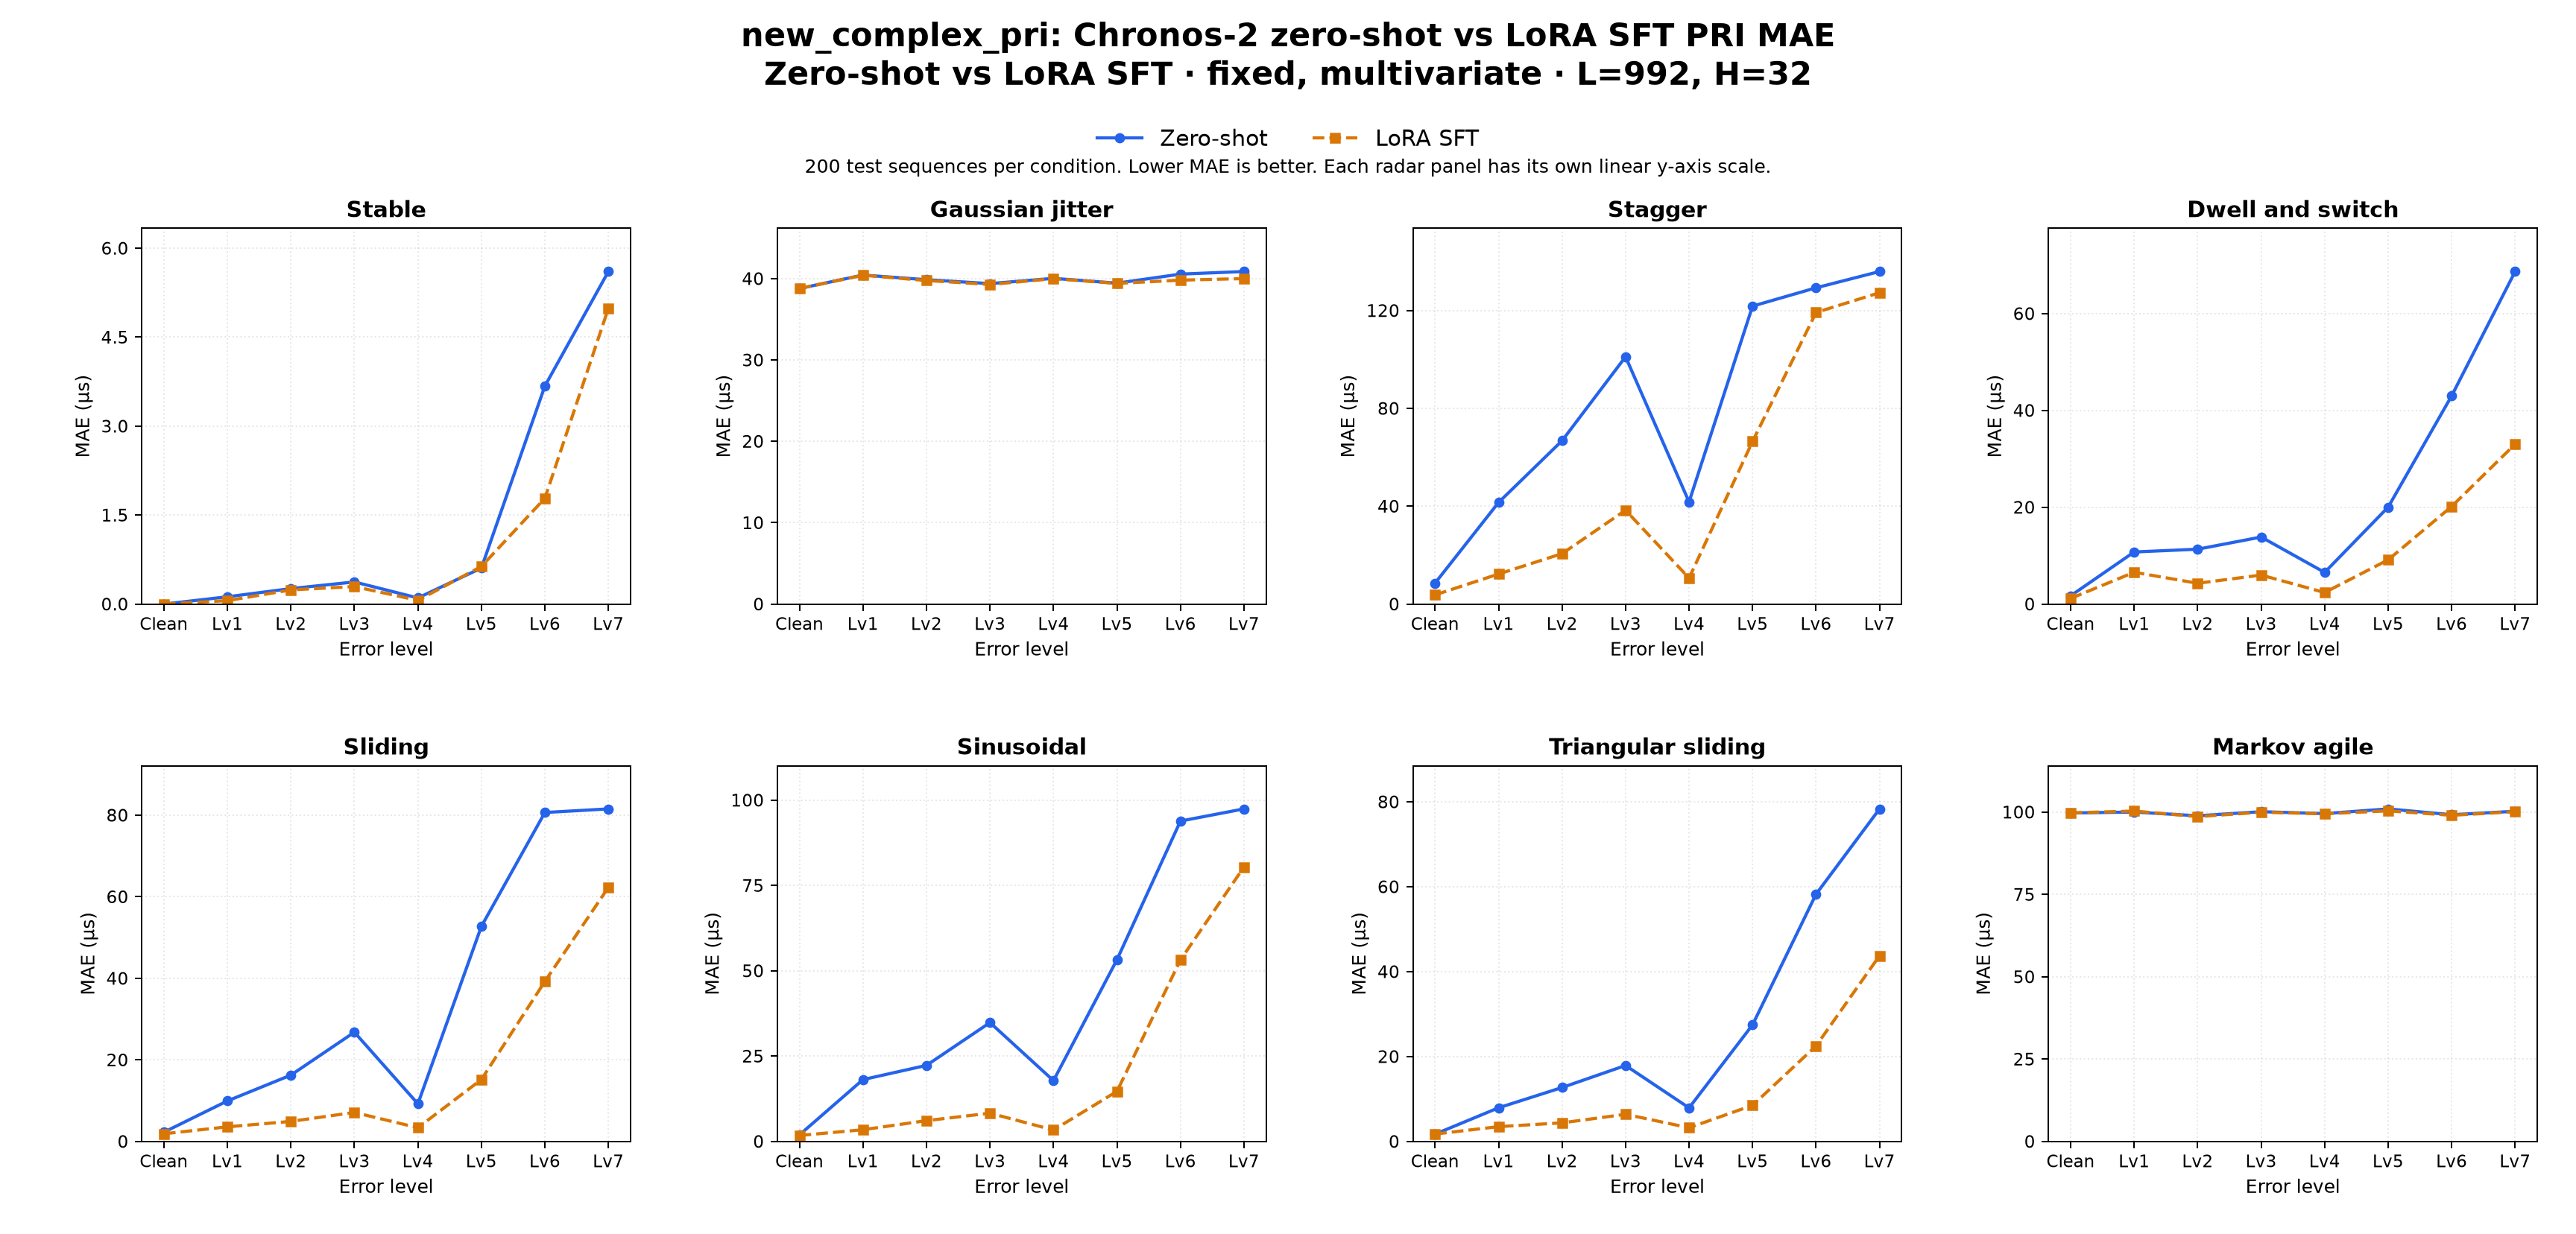 new_complex_pri: Chronos-2 zero-shot vs LoRA SFT PRI MAE
Zero-shot vs LoRA SFT · fixed, multivariate · L=992, H=32
Zero-shot LoRA SFT
200 test sequences per condition. Lower MAE is better. Each radar panel has its own linear y-axis scale.
Stable
6.0
4.5
3.0
1.5
0.0
MAE (µs)
Clean Lv1 Lv2 Lv3 Lv4 Lv5 Lv6 Lv7
Error level
Gaussian jitter
40
30
20
10
0
MAE (µs)
Clean Lv1 Lv2 Lv3 Lv4 Lv5 Lv6 Lv7
Error level
Stagger
120
80
40
0
MAE (µs)
Clean Lv1 Lv2 Lv3 Lv4 Lv5 Lv6 Lv7
Error level
Dwell and switch
60
40
20
0
MAE (µs)
Clean Lv1 Lv2 Lv3 Lv4 Lv5 Lv6 Lv7
Error level
Sliding
80
60
40
20
0
MAE (µs)
Clean Lv1 Lv2 Lv3 Lv4 Lv5 Lv6 Lv7
Error level
Sinusoidal
100
75
50
25
0
MAE (µs)
Clean Lv1 Lv2 Lv3 Lv4 Lv5 Lv6 Lv7
Error level
Triangular sliding
80
60
40
20
0
MAE (µs)
Clean Lv1 Lv2 Lv3 Lv4 Lv5 Lv6 Lv7
Error level
Markov agile
100
75
50
25
0
MAE (µs)
Clean Lv1 Lv2 Lv3 Lv4 Lv5 Lv6 Lv7
Error level